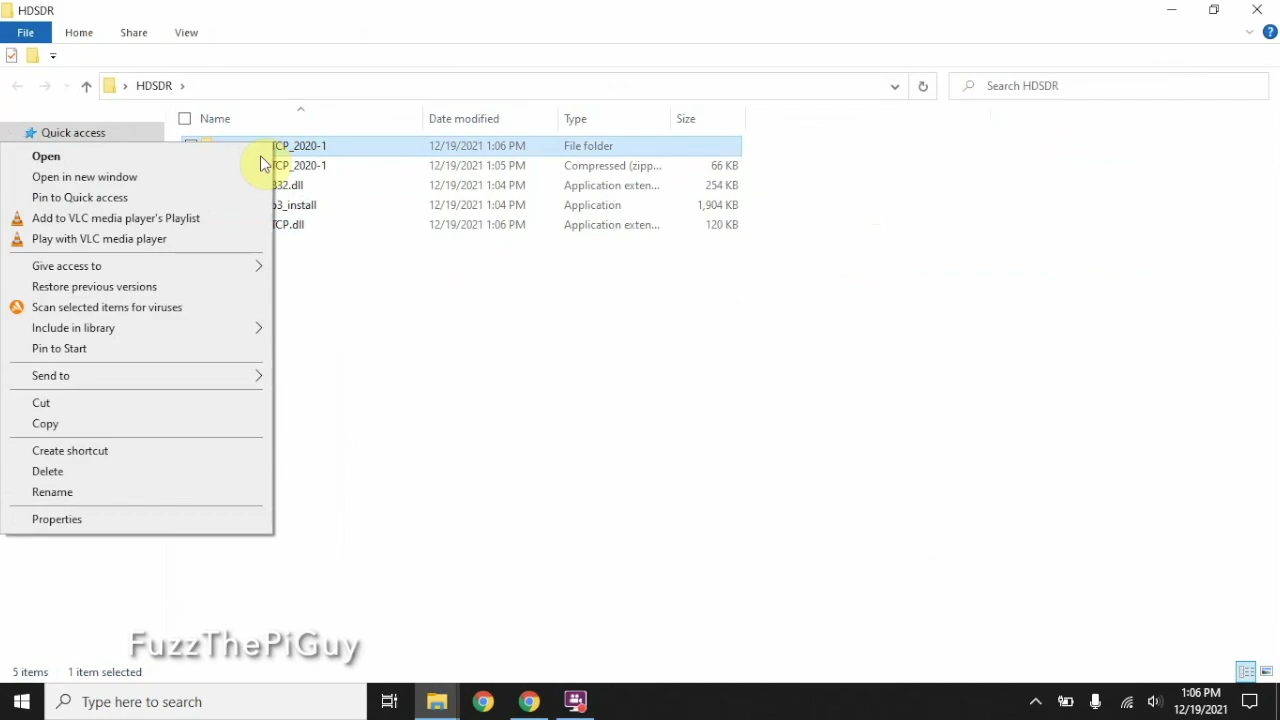 HDSDR
File Home Share View
HDSDR
Search HDSDR
Name Date modified Type Size
Quick access
TCP_2020-1 12/19/2021 1:06 PM File folder
TCP_2020-1 12/19/2021 1:05 PM Compressed (zipp... 66 KB
332.dll 12/19/2021 1:04 PM Application exten... 254 KB
p3_install 12/19/2021 1:04 PM Application 1,904 KB
TCP.dll 12/19/2021 1:06 PM Application exten... 120 KB
Open
Open in new window
Pin to Quick access
Add to VLC media player's Playlist
Play with VLC media player
Give access to
Restore previous versions
Scan selected items for viruses
Include in library
Pin to Start
Send to
Cut
Copy
Create shortcut
Delete
Rename
Properties
FuzzThePiGuy
5 items 1 item selected
Type here to search
1:06 PM
12/19/2021